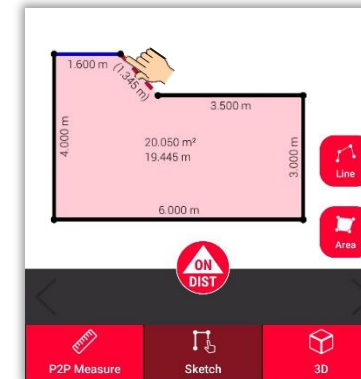 1.600 m
(1.345 m)
3.500 m
4.000 m
20.050 m²
19.445 m
3.000 m
6.000 m
Line
Area
ON
DIST
P2P Measure
Sketch
3D